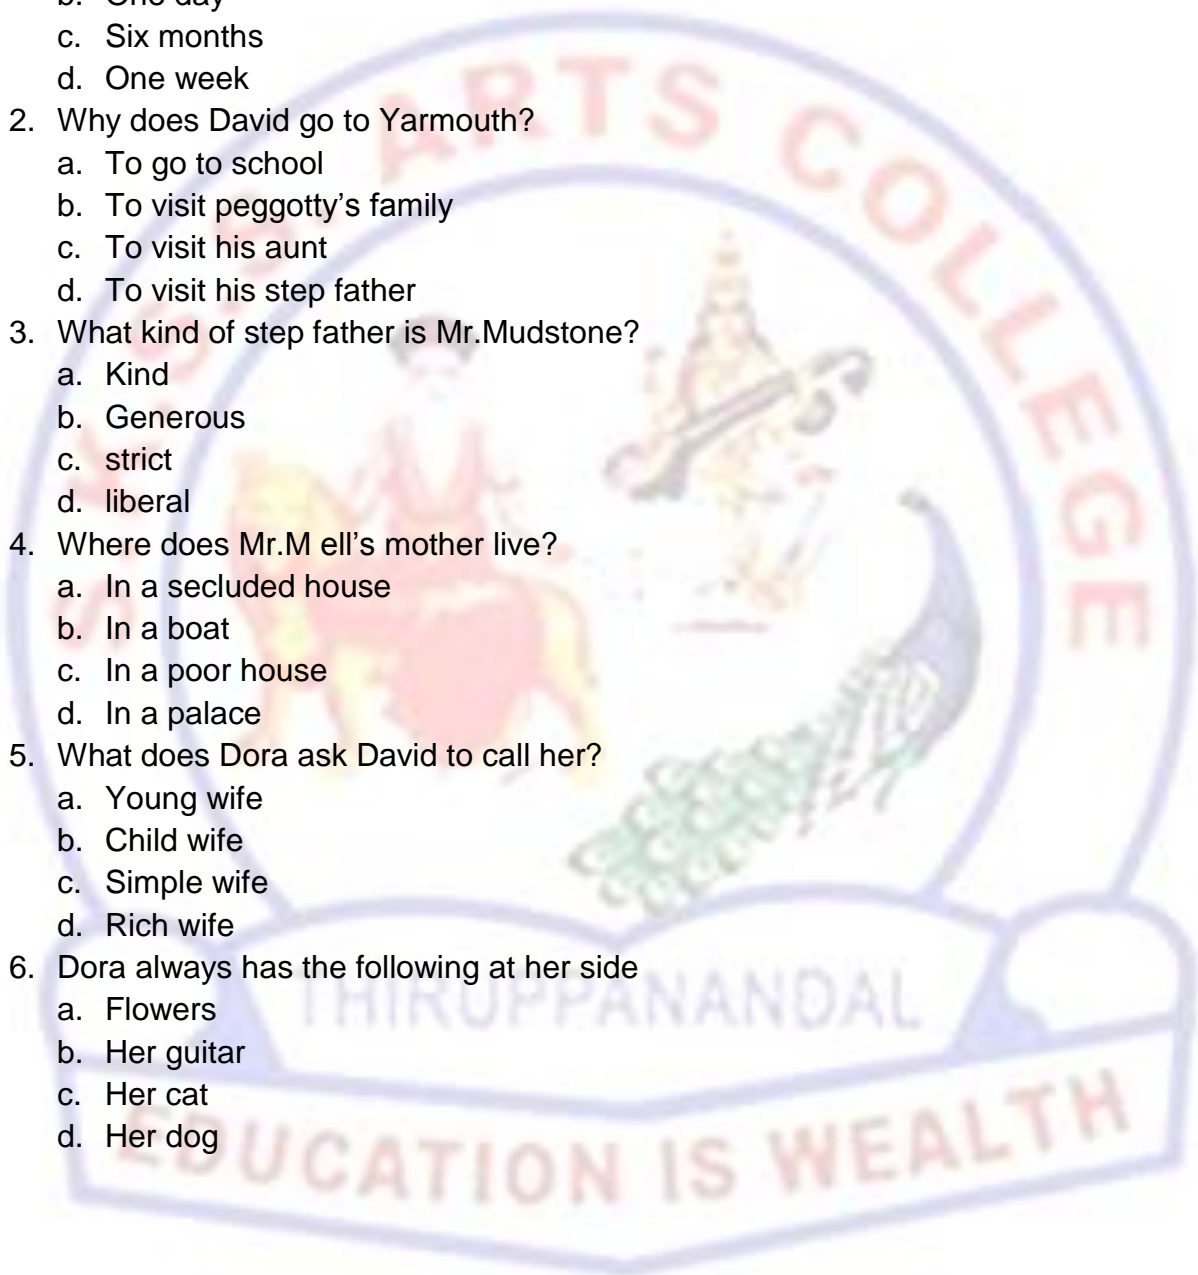 b. One day
c. Six months
d. One week
2. Why does David go to Yarmouth?
a. To go to school
b. To visit peggotty's family
c. To visit his aunt
d. To visit his step father
3. What kind of step father is Mr.Mudstone?
a. Kind
b. Generous
c. strict
d. liberal
4. Where does Mr.M ell's mother live?
a. In a secluded house
b. In a boat
c. In a poor house
d. In a palace
5. What does Dora ask David to call her?
a. Young wife
b. Child wife
c. Simple wife
d. Rich wife
6. Dora always has the following at her side
a. Flowers
b. Her guitar
c. Her cat
d. Her dog
ARTS COLLEGE
THIRUPPANANDAL
EDUCATION IS WEALTH